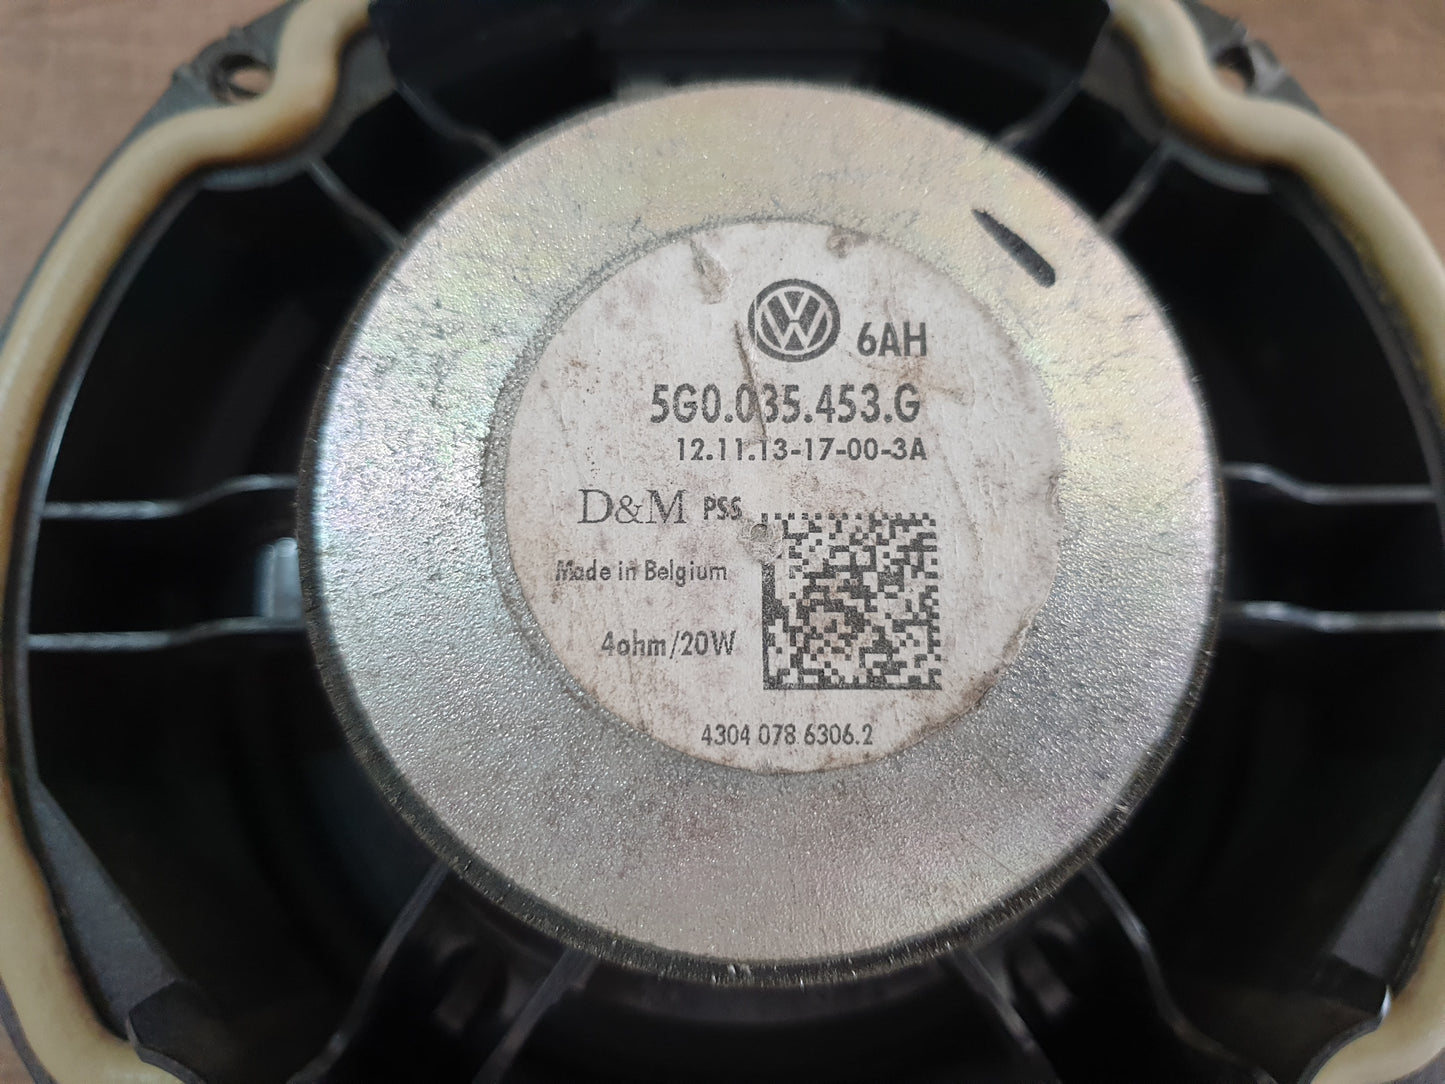 6AH
5G0.035.453.G
12.11.13-17-00-3A
D&M PSS
Made in Belgium
4ohm/20W
4304 078 6306.2